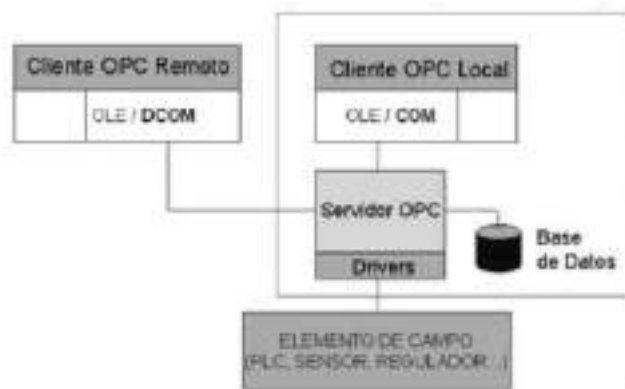 Cliente OPC Remoto
OLE / DCOM
Cliente OPC Local
OLE / COM
Servidor OPC
Drivers
Base
de Datos
ELEMENTO DE CAMPO
(PLC, SENSOR, REGULADOR...)